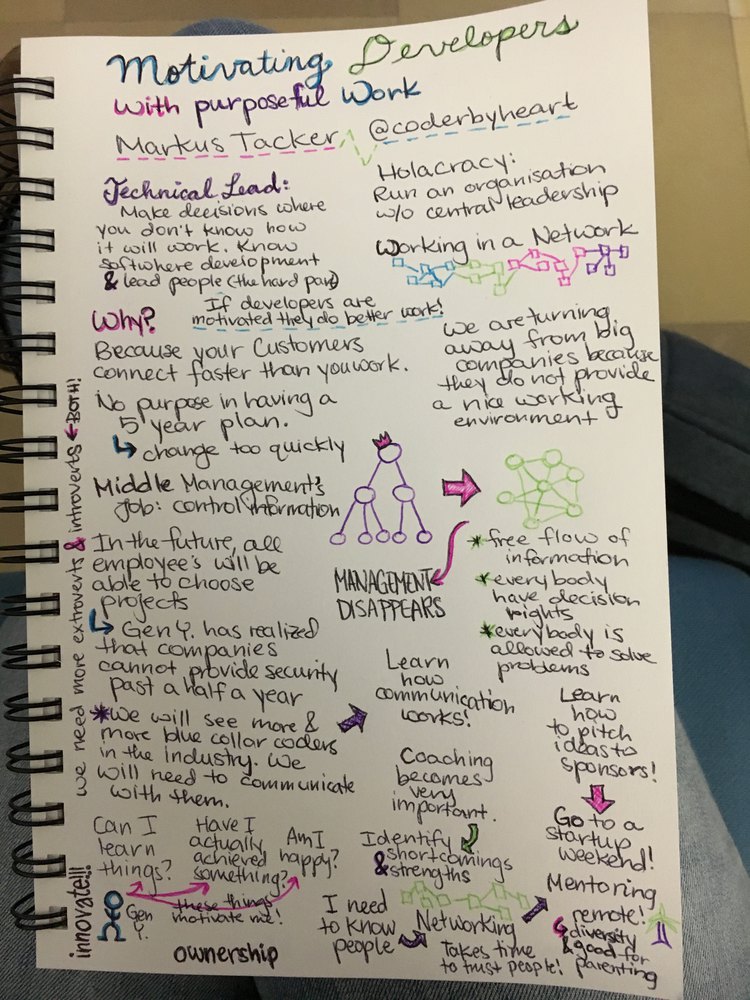 Motivating Developers
with purposeful Work
Markus Tacker
@coderbyheart
Technical Lead:
Make decisions where
you don't know how
it will work. Know
softwhere development
& lead people (the hard part)
Holacracy:
Run an organisation
w/o central leadership
Working in a Network
Why?
If developers are
motivated they do better work!
Because your Customers
connect faster than you work.
No purpose in having a
5 year plan.
change too quickly
We are turning
away from big
companies because
they do not provide
a nice working
environment
Middle Management's
Job: control information
In the future, all
employee's will be
able to choose
projects
Gen Y. has realized
that companies
cannot provide security
past a half a year
*We will see more &
more blue collar coders
in the industry. We
will need to communicate
with them.
MANAGEMENT
DISAPPEARS
*free flow of
information
*everybody
have decision
rights
*everybody is
allowed to solve
problems
Learn
how
communication
works!
Coaching
becomes
very
important.
Identify
shortcomings
& strengths
Learn
how
to pitch
ideas to
sponsors!
Go to a
startup
weekend!
Mentoring
remote!
diversity
& good for
parenting
Can I
learn
things?
Have I
actually
achieved
something?
Am I
happy?
Gen
Y.
these things
motivate me!
ownership
I need
to know
people
Networking
Takes time
to trust people!
we need more extroverts & introverts ← BOTH!
innovate!!!